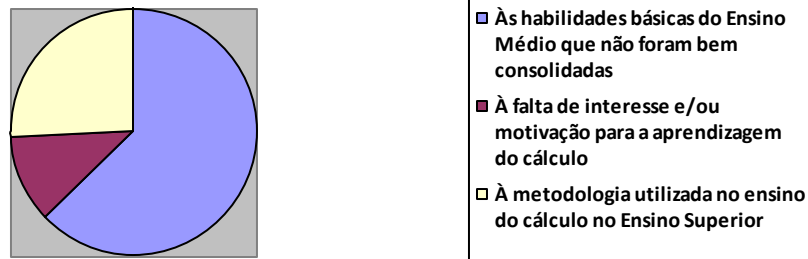 Às habilidades básicas do Ensino
Médio que não foram bem
consolidadas
À falta de interesse e/ou
motivação para a aprendizagem
do cálculo
À metodologia utilizada no ensino
do cálculo no Ensino Superior